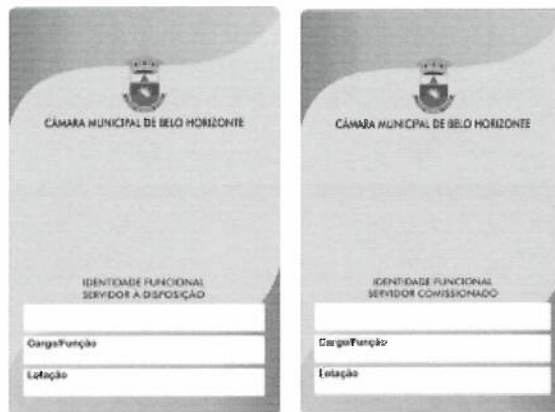 CÂMARA MUNICIPAL DE BELO HORIZONTE
IDENTIDADE FUNCIONAL
SERVIDOR À DISPOSIÇÃO
Cargo/Função
Lotação
CÂMARA MUNICIPAL DE BELO HORIZONTE
IDENTIDADE FUNCIONAL
SERVIDOR COMISSIONADO
Cargo/Função
Lotação